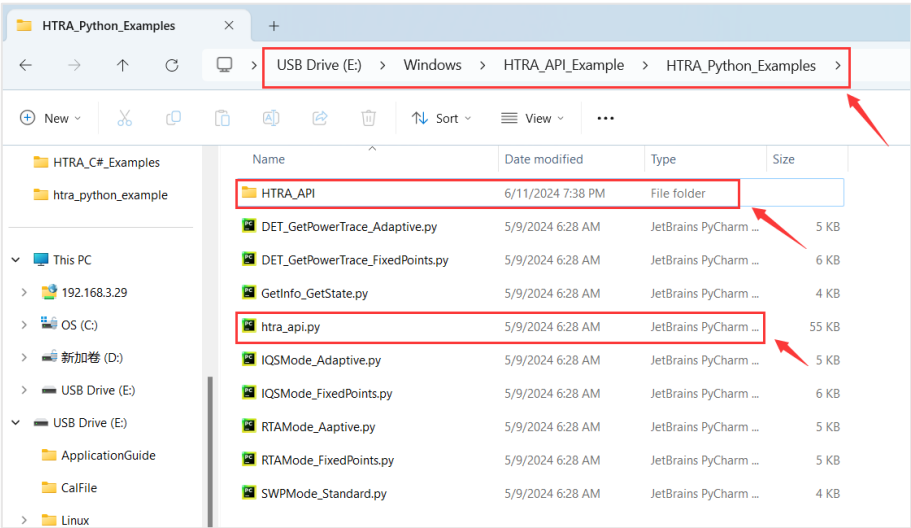 HTRA_Python_Examples
USB Drive (E:) > Windows > HTRA_API_Example > HTRA_Python_Examples >
New Sort View
HTRA_C#_Examples
htra_python_example
This PC
192.168.3.29
OS (C:)
新加卷 (D:)
USB Drive (E:)
USB Drive (E:)
ApplicationGuide
CalFile
Linux
Name Date modified Type Size
HTRA_API 6/11/2024 7:38 PM File folder
DET_GetPowerTrace_Adaptive.py 5/9/2024 6:28 AM JetBrains PyCharm ... 5 KB
DET_GetPowerTrace_FixedPoints.py 5/9/2024 6:28 AM JetBrains PyCharm ... 6 KB
GetInfo_GetState.py 5/9/2024 6:28 AM JetBrains PyCharm ... 4 KB
htra_api.py 5/9/2024 6:28 AM JetBrains PyCharm ... 55 KB
IQSMode_Adaptive.py 5/9/2024 6:28 AM JetBrains PyCharm ... 5 KB
IQSMode_FixedPoints.py 5/9/2024 6:28 AM JetBrains PyCharm ... 6 KB
RTAMode_Aaptive.py 5/9/2024 6:28 AM JetBrains PyCharm ... 5 KB
RTAMode_FixedPoints.py 5/9/2024 6:28 AM JetBrains PyCharm ... 5 KB
SWPMode_Standard.py 5/9/2024 6:28 AM JetBrains PyCharm ... 4 KB